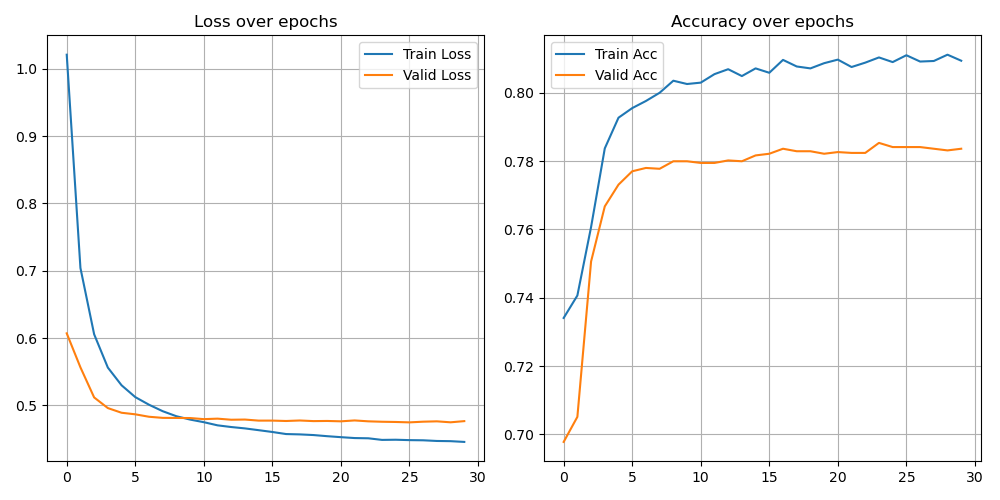 Loss over epochs
Train Loss
Valid Loss
1.0
0.9
0.8
0.7
0.6
0.5
0 5 10 15 20 25 30
Accuracy over epochs
Train Acc
Valid Acc
0.80
0.78
0.76
0.74
0.72
0.70
0 5 10 15 20 25 30